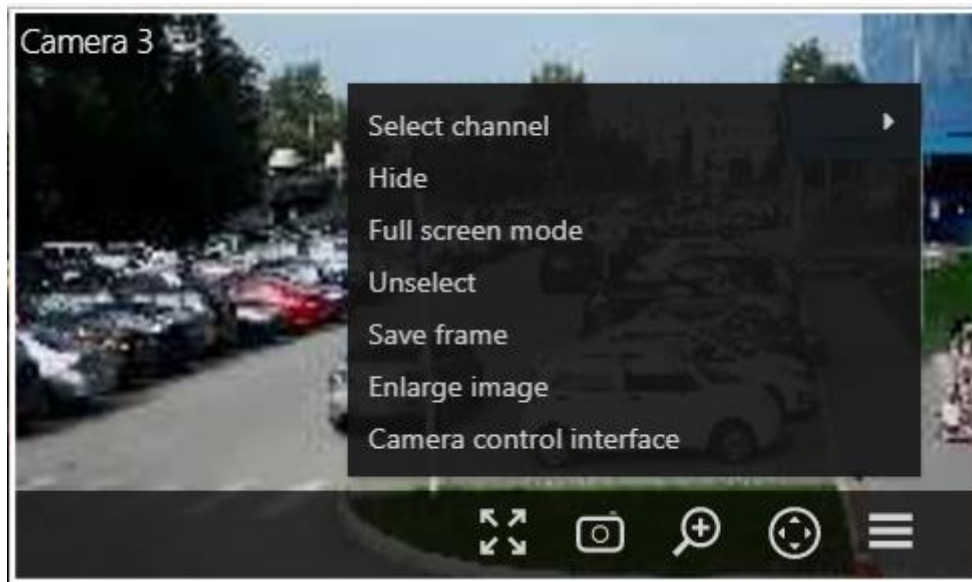 Camera 3
Select channel
Hide
Full screen mode
Unselect
Save frame
Enlarge image
Camera control interface